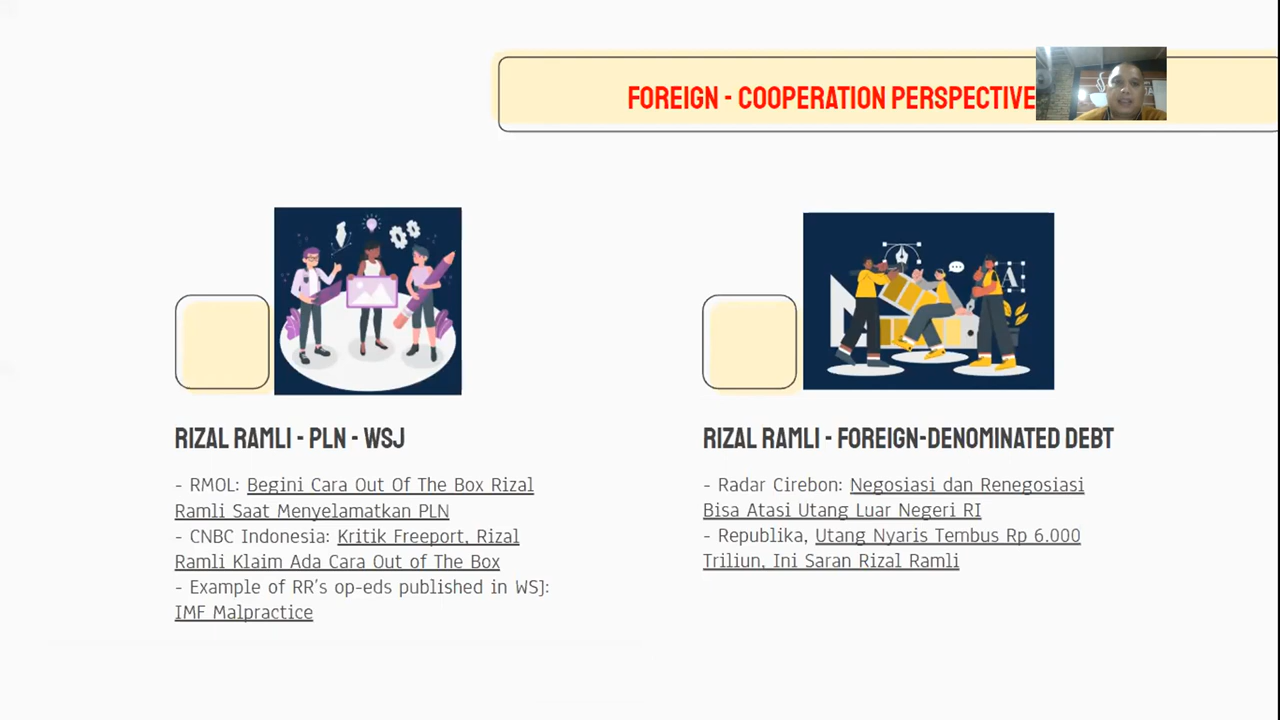 FOREIGN - COOPERATION PERSPECTIVE
A
RIZAL RAMLI - PLN - WSJ
- RMOL: Begini Cara Out Of The Box Rizal
Ramli Saat Menyelamatkan PLN
- CNBC Indonesia: Kritik Freeport, Rizal
Ramli Klaim Ada Cara Out of The Box
- Example of RR's op-eds published in WSJ:
IMF Malpractice
RIZAL RAMLI - FOREIGN-DENOMINATED DEBT
- Radar Cirebon: Negosiasi dan Renegosiasi
Bisa Atasi Utang Luar Negeri RI
- Republika, Utang Nyaris Tembus Rp 6.000
Triliun, Ini Saran Rizal Ramli